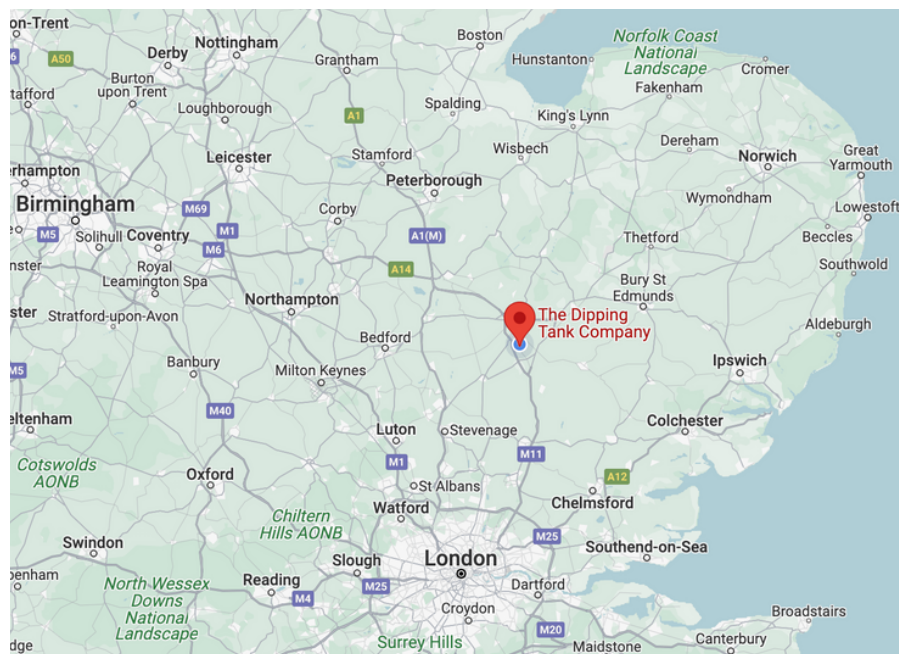 on-Trent
Nottingham
Boston
Norfolk Coast
National
Landscape
Derby
Grantham
Hunstanton
Cromer
6
A50
Burton
upon Trent
Fakenham
tafford
Loughborough
A1
Spalding
King's Lynn
Dereham
Great
Yarmouth
Leicester
Stamford
Wisbech
Norwich
erhampton
Peterborough
Wymondham
Birmingham
M69
M1
Corby
Lowestoft
M5
Solihull
Coventry
M6
A1(M)
Thetford
Beccles
nster
Royal
Leamington Spa
A14
Bury St
Edmunds
Southwold
ster
Stratford-upon-Avon
Northampton
The Dipping
Tank Company
Aldeburgh
Bedford
M5
Banbury
Milton Keynes
Ipswich
eltenham
M40
Luton
Stevenage
Colchester
Cotswolds
AONB
Oxford
M1
M11
A12
St Albans
Chelmsford
Chiltern
Hills AONB
Watford
Swindon
M25
Slough
London
Southend-on-Sea
penham
North Wessex
Downs
National
Landscape
Reading
M25
Dartford
M4
Croydon
Broadstairs
dge
Surrey Hills
M20
Maidstone
Canterbury